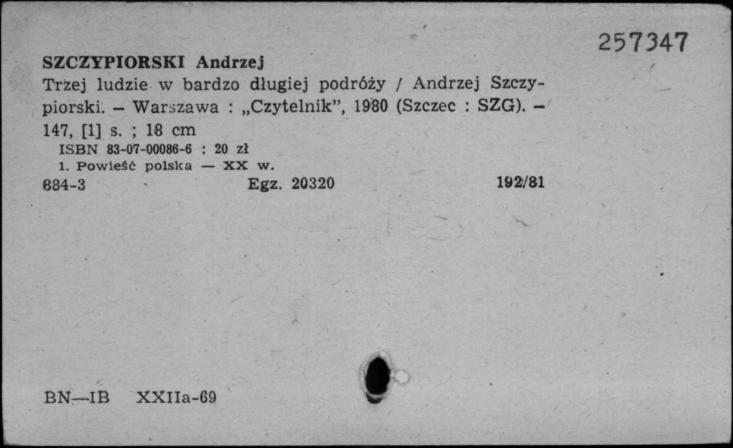 257347
SZCZYPIORSKI Andrzej
Trzej ludzie w bardzo długiej podróży / Andrzej Szczy-
piorski. — Warszawa : „Czytelnik”, 1980 (Szczec : SZG). —
147, [1] s. ; 18 cm
ISBN 83-07-00086-6 : 20 zł
1. Powieść polska — XX w.
884-3 Egz. 20320 192/81
BN—IB XXIIa-69